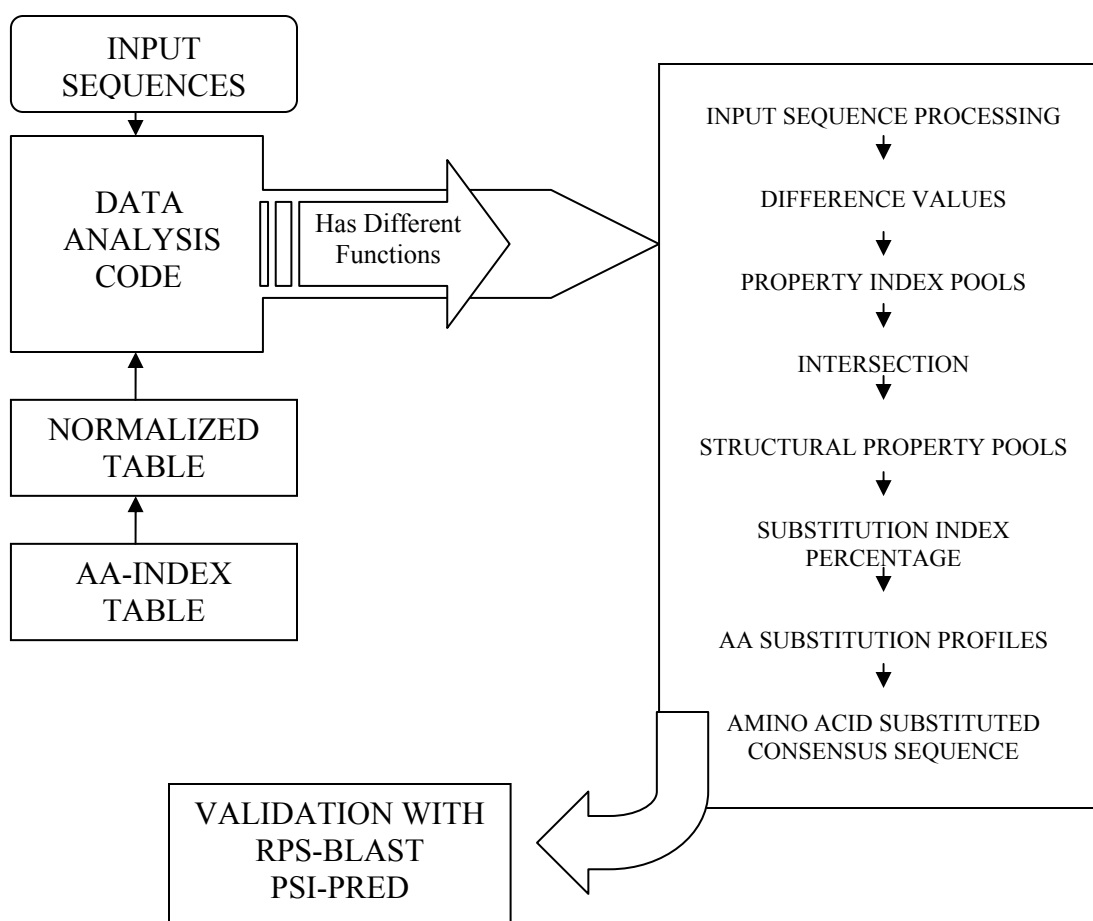 INPUT
SEQUENCES
DATA
ANALYSIS
CODE
Has Different
Functions
NORMALIZED
TABLE
AA-INDEX
TABLE
INPUT SEQUENCE PROCESSING
DIFFERENCE VALUES
PROPERTY INDEX POOLS
INTERSECTION
STRUCTURAL PROPERTY POOLS
SUBSTITUTION INDEX
PERCENTAGE
AA SUBSTITUTION PROFILES
AMINO ACID SUBSTITUTED
CONSENSUS SEQUENCE
VALIDATION WITH
RPS-BLAST
PSI-PRED